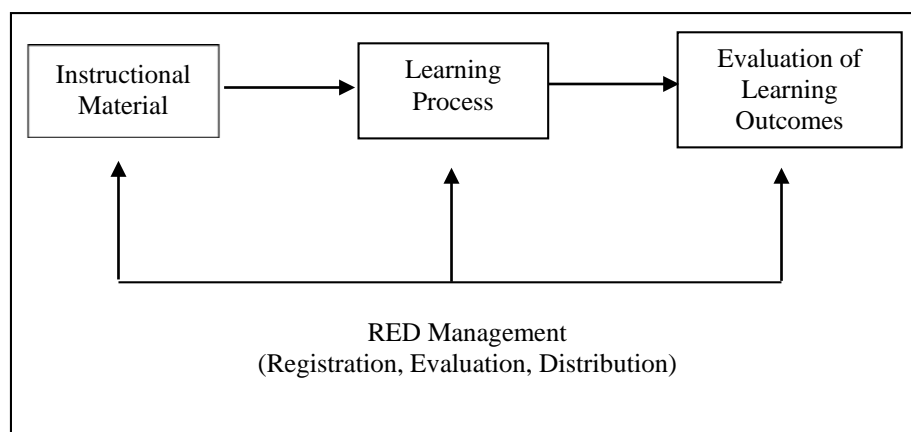 Instructional
Material
Learning
Process
Evaluation of
Learning
Outcomes
RED Management
(Registration, Evaluation, Distribution)